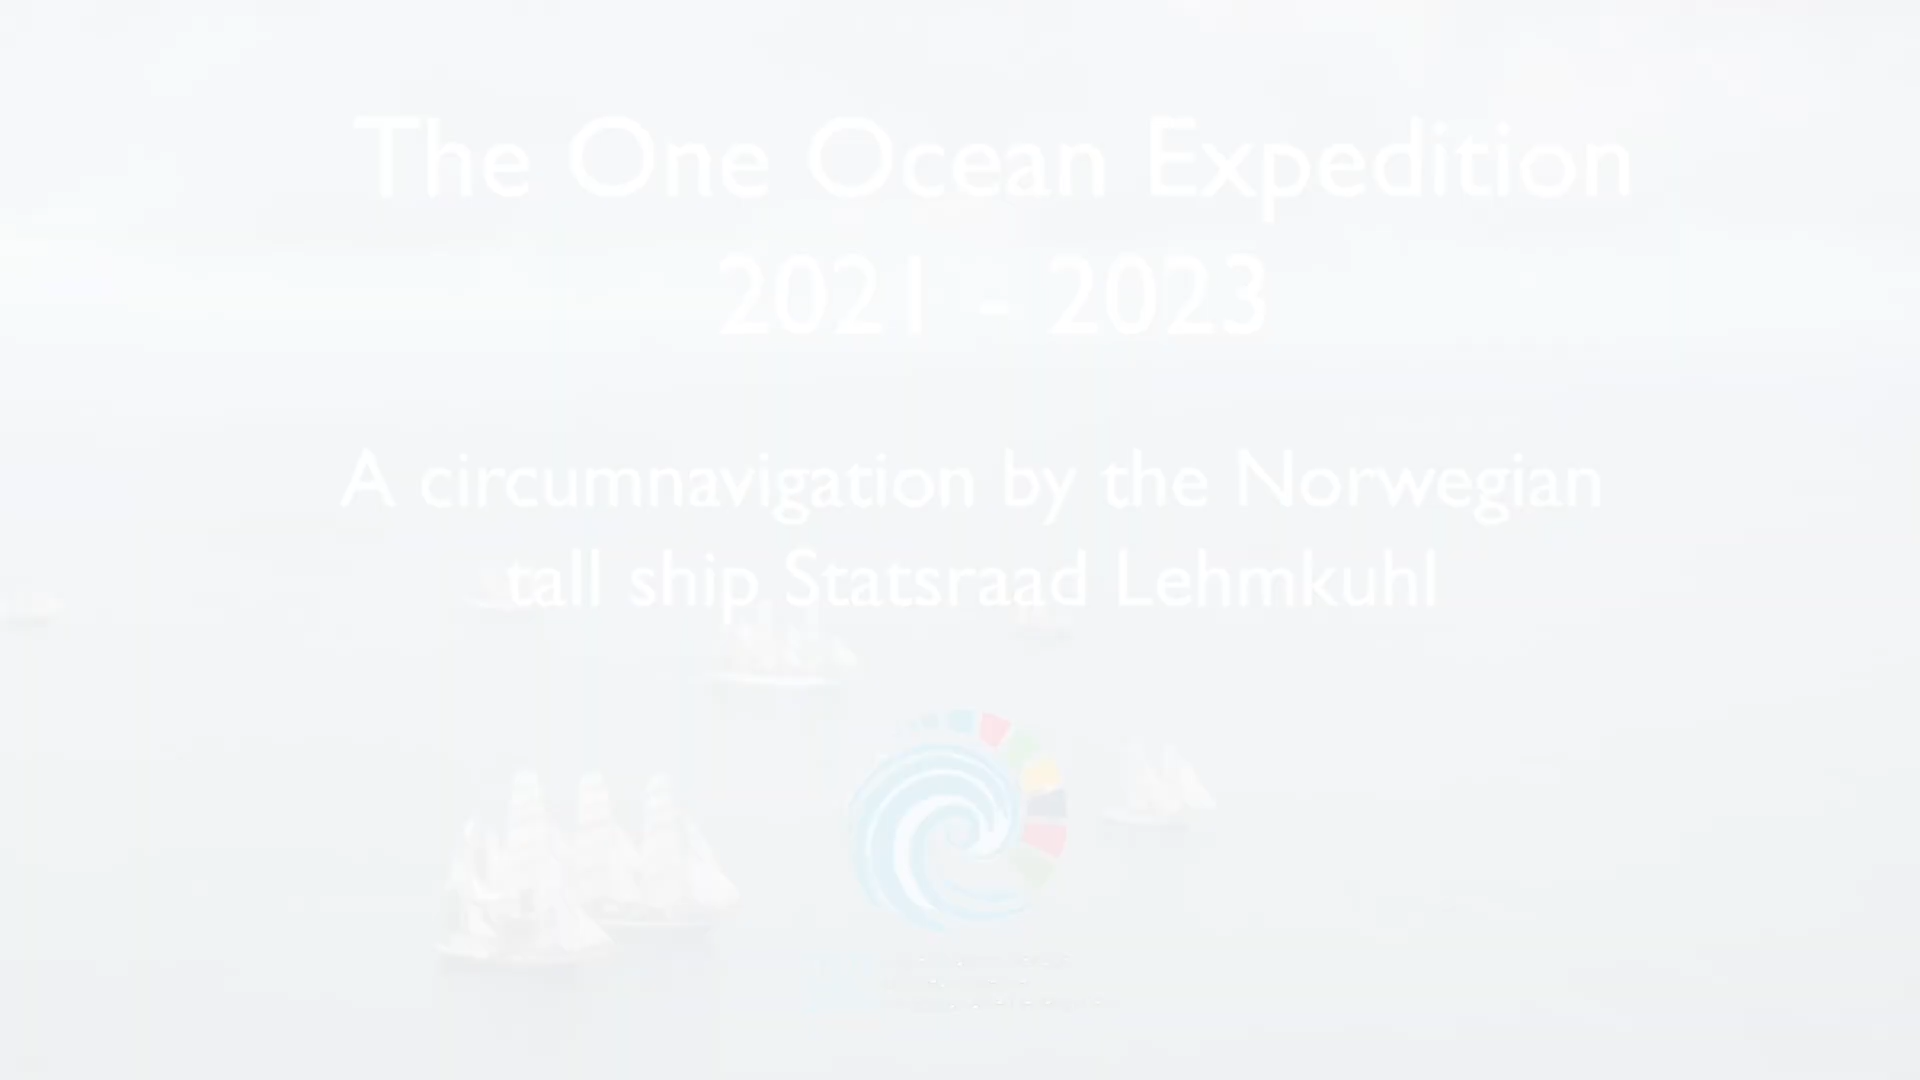 The One Ocean Expedition
2021 - 2023
A circumnavigation by the Norwegian
tall ship Statsraad Lehmkuhl